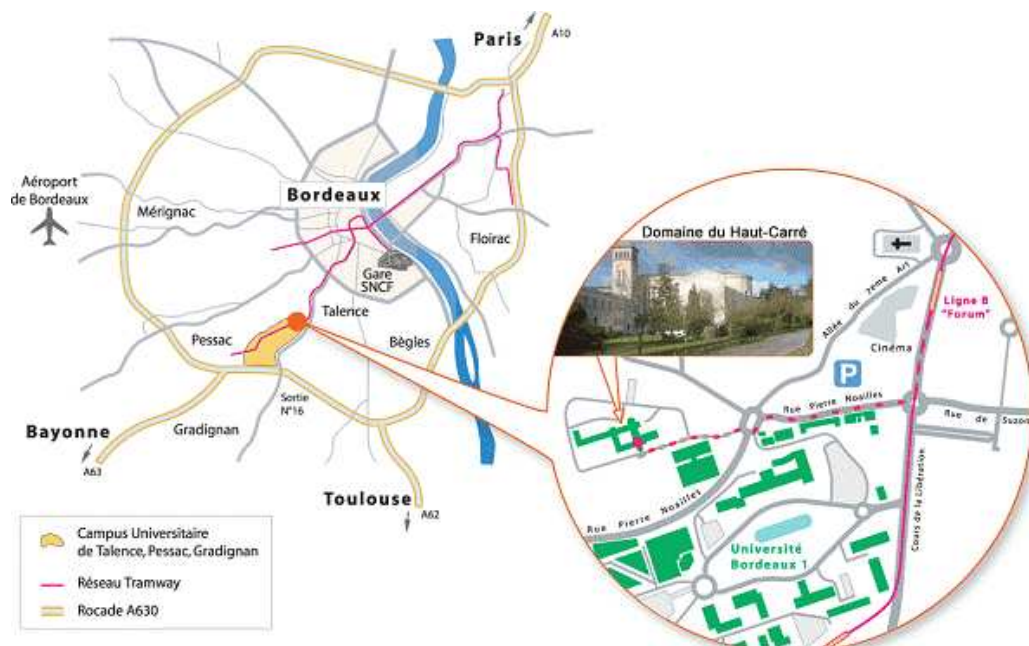 Paris
A10
Aéroport
de Bordeaux
Mérignac
Bordeaux
Floirac
Gare
SNCF
Talence
Pessac
Bègles
Sortie
N°16
Bayonne
Gradignan
A63
Toulouse
A62
Campus Universitaire
de Talence, Pessac, Gradignan
Réseau Tramway
Rocade A630
Domaine du Haut-Carré
Allée du 7ème Art
Ligne B
"Forum"
Cinéma
P
Rue Pierre Noailles
Rue de Suzon
Cours de la Libération
Rue Pierre Noailles
Université
Bordeaux 1